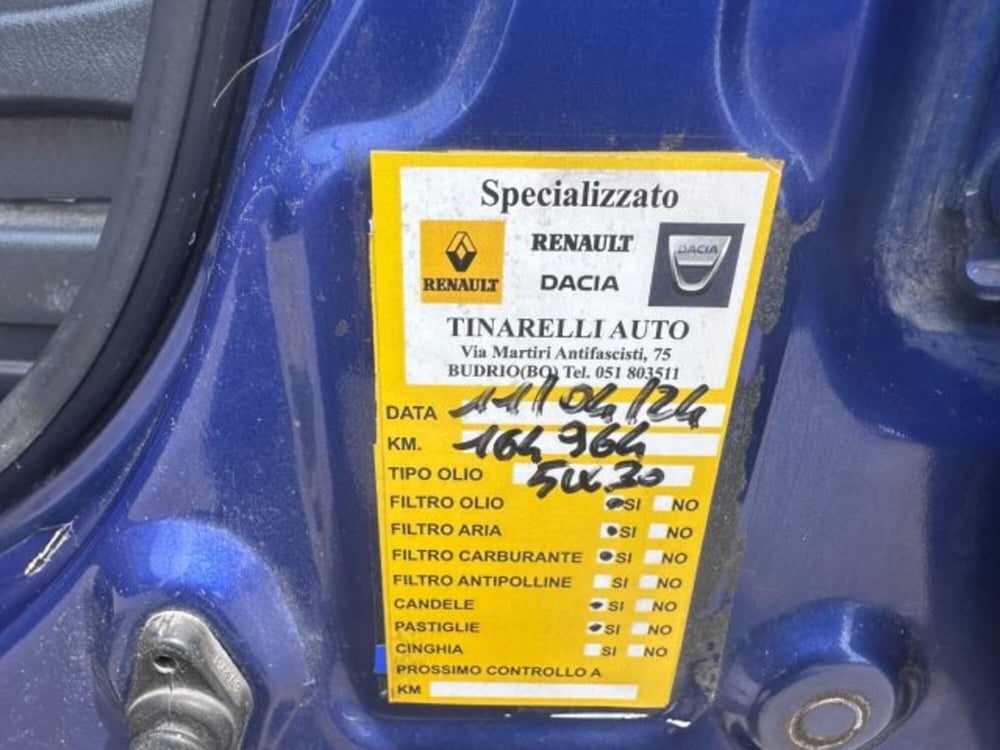 Specializzato
RENAULT
RENAULT
DACIA
DACIA
TINARELLI AUTO
Via Martiri Antifascisti, 75
BUDRIO(BO) Tel. 051 803511
DATA 11/04/24
KM. 164964
TIPO OLIO 5W30
FILTRO OLIO SI NO
FILTRO ARIA SI NO
FILTRO CARBURANTE SI NO
FILTRO ANTIPOLLINE SI NO
CANDELE SI NO
PASTIGLIE SI NO
CINGHIA SI NO
PROSSIMO CONTROLLO A
KM